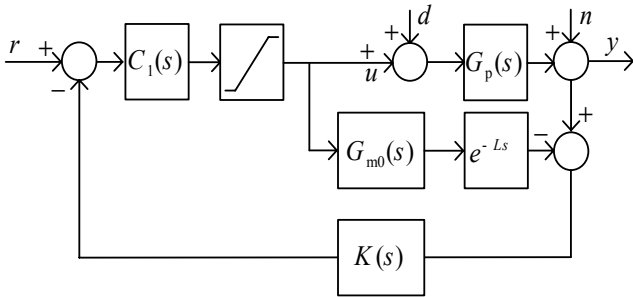 d
n
r
+
C₁(s)
+
u
+
Gₚ(s)
+
y
−
+
Gₘ₀(s)
e⁻ᴸˢ
−
K(s)